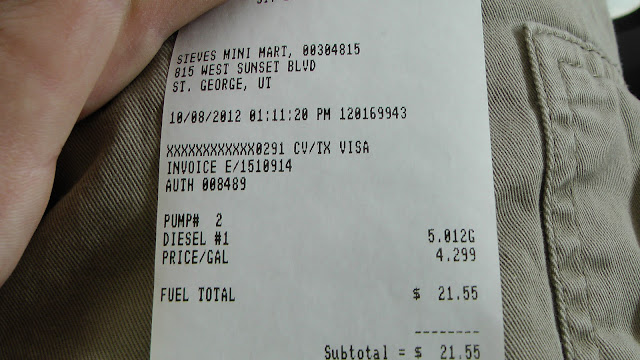 STEVES MINI MART, 00304815
815 WEST SUNSET BLVD
ST. GEORGE, UT
10/08/2012 01:11:20 PM 120169943
XXXXXXXXXXXX0291 CV/TX VISA
INVOICE E/1510914
AUTH 008489
PUMP# 2
DIESEL #1 5.012G
PRICE/GAL 4.299
FUEL TOTAL $ 21.55
--------
Subtotal = $ 21.55